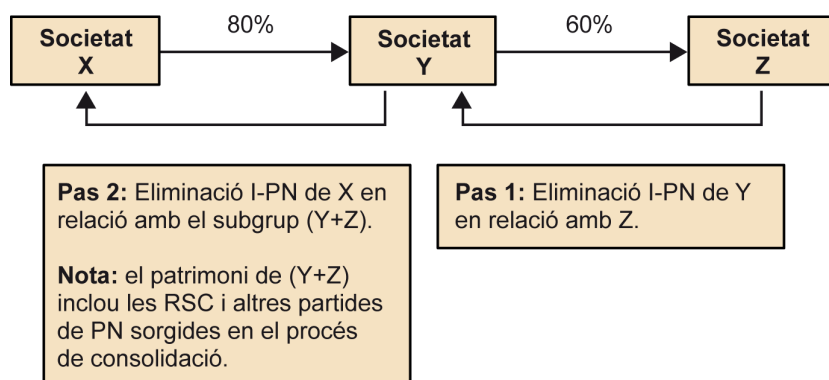 Societat
X
80%
Societat
Y
60%
Societat
Z
Pas 2: Eliminació I-PN de X en
relació amb el subgrup (Y+Z).
Nota: el patrimoni de (Y+Z)
inclou les RSC i altres partides
de PN sorgides en el procés
de consolidació.
Pas 1: Eliminació I-PN de Y
en relació amb Z.